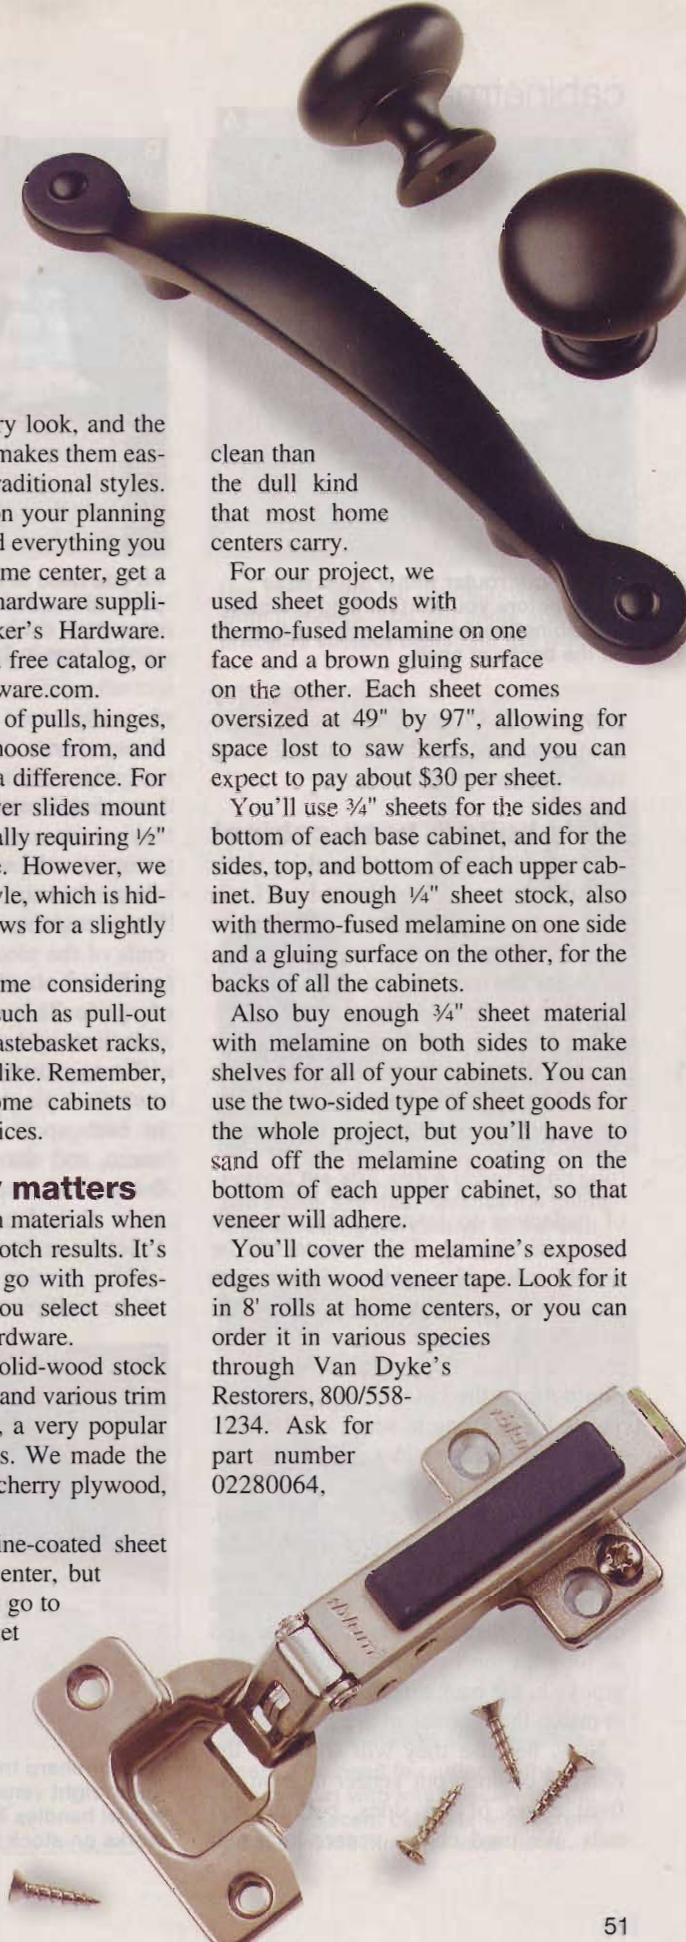 ry look, and the
makes them eas-
raditional styles.
on your planning
d everything you
me center, get a
hardware suppli-
ker's Hardware.
free catalog, or
ware.com.
of pulls, hinges,
hoose from, and
a difference. For
er slides mount
ally requiring ½"
e. However, we
yle, which is hid-
ws for a slightly
me considering
such as pull-out
astebasket racks,
like. Remember,
ome cabinets to
ices.
y matters
n materials when
otch results. It's
go with profes-
ou select sheet
rdware.
olid-wood stock
and various trim
, a very popular
s. We made the
cherry plywood,
ine-coated sheet
enter, but
go to
et
clean than
the dull kind
that most home
centers carry.
For our project, we
used sheet goods with
thermo-fused melamine on one
face and a brown gluing surface
on the other. Each sheet comes
oversized at 49" by 97", allowing for
space lost to saw kerfs, and you can
expect to pay about $30 per sheet.
You'll use ¾" sheets for the sides and
bottom of each base cabinet, and for the
sides, top, and bottom of each upper cab-
inet. Buy enough ¼" sheet stock, also
with thermo-fused melamine on one side
and a gluing surface on the other, for the
backs of all the cabinets.
Also buy enough ¾" sheet material
with melamine on both sides to make
shelves for all of your cabinets. You can
use the two-sided type of sheet goods for
the whole project, but you'll have to
sand off the melamine coating on the
bottom of each upper cabinet, so that
veneer will adhere.
You'll cover the melamine's exposed
edges with wood veneer tape. Look for it
in 8' rolls at home centers, or you can
order it in various species
through Van Dyke's
Restorers, 800/558-
1234. Ask for
part number
02280064,
blum
51